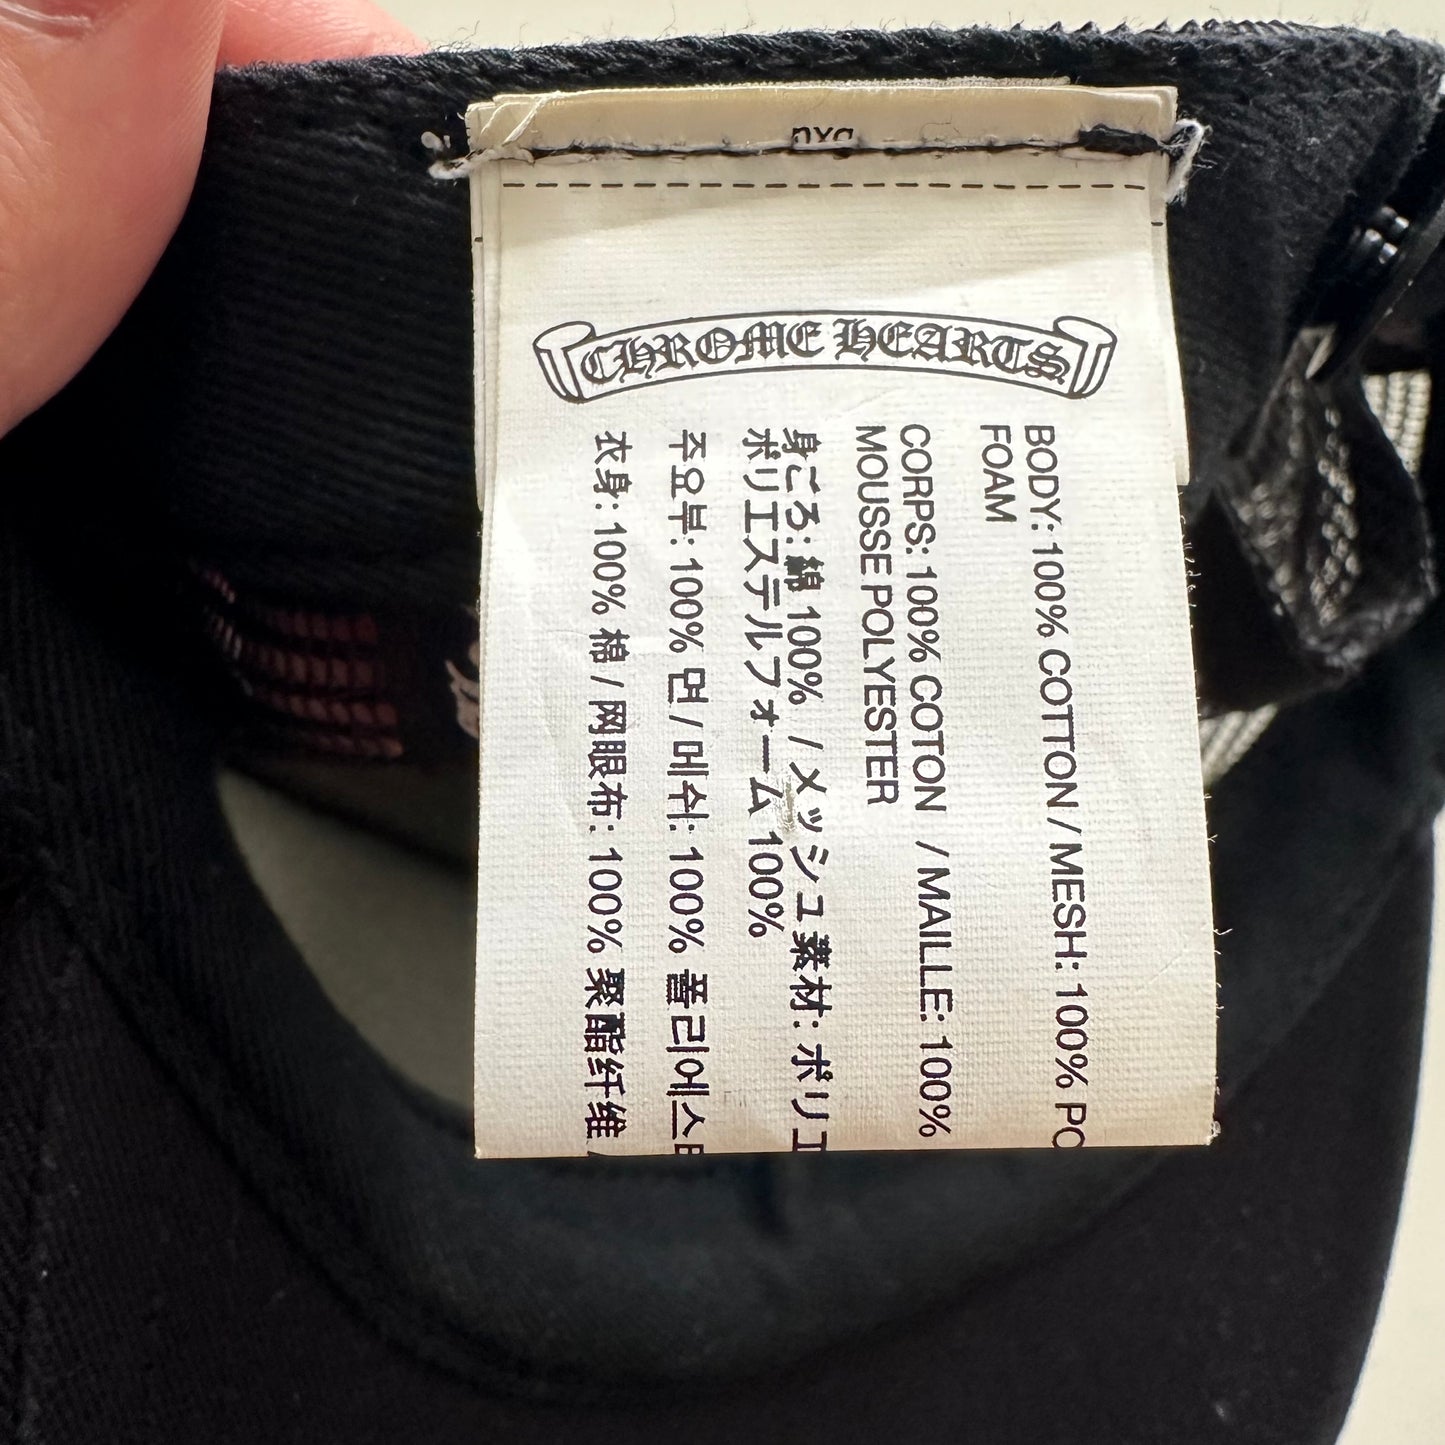 CHROME HEARTS
BODY: 100% COTTON / MESH: 100% PO
FOAM
CORPS: 100% COTON / MAILLE: 100%
MOUSSE POLYESTER
身ごろ: 綿 100% / メッシュ素材: ポリエ
ポリエステルフォーム 100%
주요부: 100% 면 / 메쉬: 100% 폴리에스
衣身: 100% 棉 / 网眼布: 100% 聚酯纤维